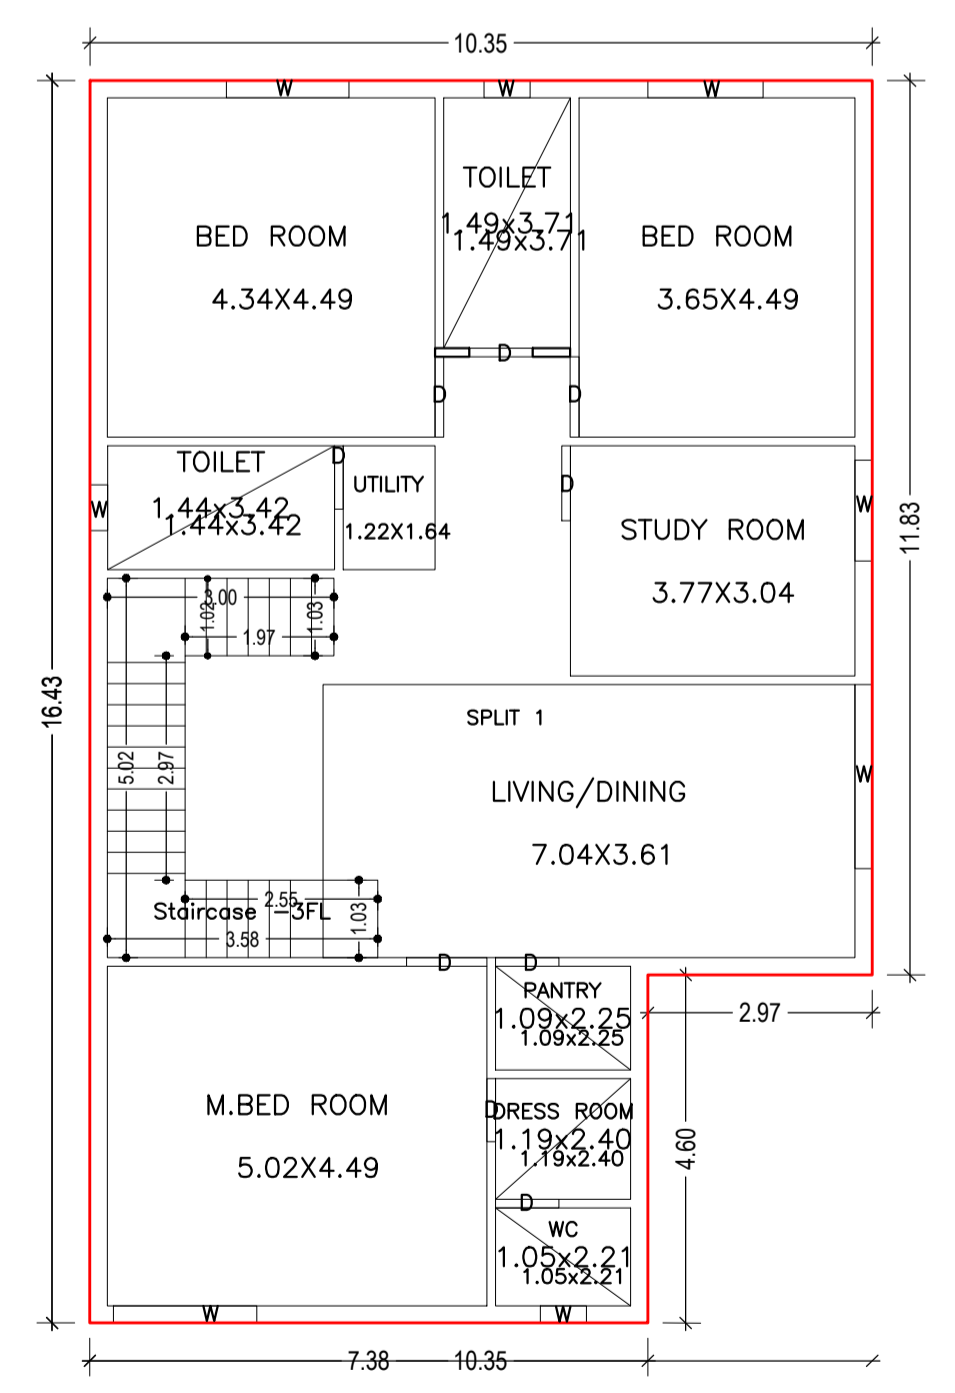 10.35
W
W
W
TOILET
1.49x3.71
1.49x3.71
BED ROOM
4.34X4.49
BED ROOM
3.65X4.49
D
D
D
TOILET
1.44x3.42
1.44x3.42
W
D
UTILITY
1.22X1.64
D
STUDY ROOM
3.77X3.04
W
11.83
3.00
1.02
1.03
1.97
16.43
5.02
2.97
SPLIT 1
LIVING/DINING
7.04X3.61
W
2.55
Staircase -3FL
1.03
3.58
D
D
PANTRY
1.09x2.25
1.09x2.25
2.97
M.BED ROOM
5.02X4.49
D
DRESS ROOM
1.19x2.40
1.19x2.40
4.60
D
WC
1.05x2.21
1.05x2.21
W
W
7.38
10.35